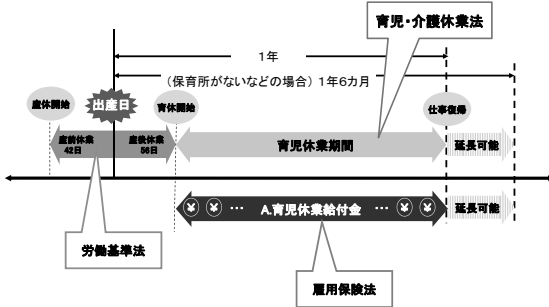 育児・介護休業法
1年
(保育所がないなどの場合) 1年6カ月
産休開始
出産日
育休開始
仕事復帰
産前休業
42日
産後休業
56日
育児休業期間
延長可能
¥ ¥ … A.育児休業給付金 … ¥ ¥
延長可能
労働基準法
雇用保険法